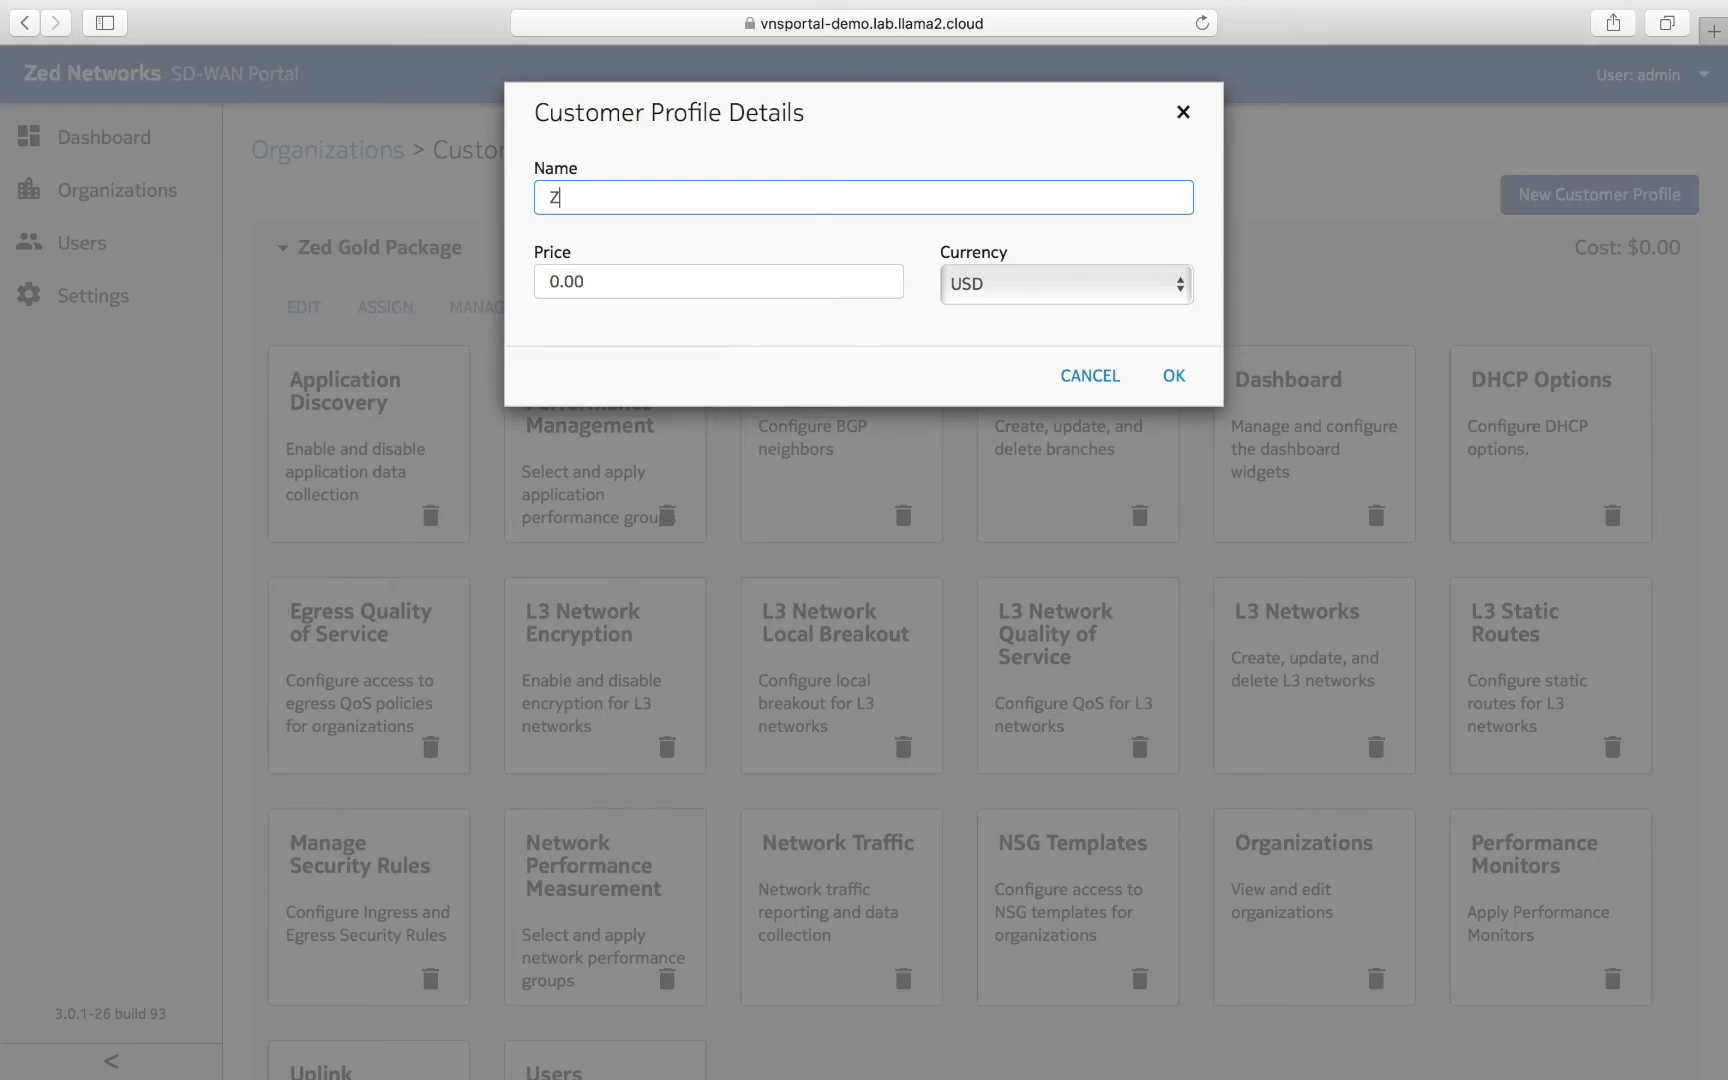 vnsportal-demo.lab.llama2.cloud
Zed Networks SD-WAN Portal
User: admin
Dashboard
Organizations
Users
Settings
3.0.1-26 build 93
<
Organizations > Custo
New Customer Profile
Zed Gold Package
Cost: $0.00
EDIT ASSIGN MANAG
Customer Profile Details
Name
Z
Price
0.00
Currency
USD
CANCEL OK
Application
Discovery
Enable and disable
application data
collection
Management
Select and apply
application
performance grou
Configure BGP
neighbors
Create, update, and
delete branches
Dashboard
Manage and configure
the dashboard
widgets
DHCP Options
Configure DHCP
options.
Egress Quality
of Service
Configure access to
egress QoS policies
for organizations
L3 Network
Encryption
Enable and disable
encryption for L3
networks
L3 Network
Local Breakout
Configure local
breakout for L3
networks
L3 Network
Quality of
Service
Configure QoS for L3
networks
L3 Networks
Create, update, and
delete L3 networks
L3 Static
Routes
Configure static
routes for L3
networks
Manage
Security Rules
Configure Ingress and
Egress Security Rules
Network
Performance
Measurement
Select and apply
network performance
groups
Network Traffic
Network traffic
reporting and data
collection
NSG Templates
Configure access to
NSG templates for
organizations
Organizations
View and edit
organizations
Performance
Monitors
Apply Performance
Monitors
Uplink
Users